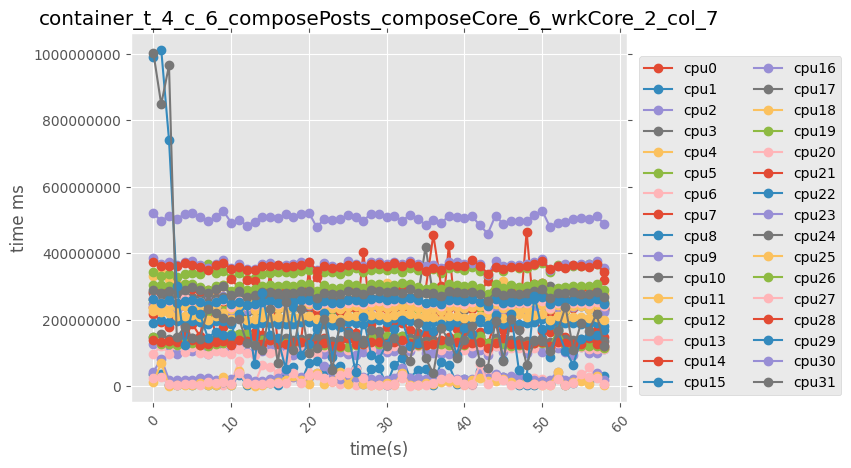 container_t_4_c_6_composePosts_composeCore_6_wrkCore_2_col_7
time ms
1000000000
800000000
600000000
400000000
200000000
0
0
10
20
30
40
50
60
time(s)
cpu0
cpu1
cpu2
cpu3
cpu4
cpu5
cpu6
cpu7
cpu8
cpu9
cpu10
cpu11
cpu12
cpu13
cpu14
cpu15
cpu16
cpu17
cpu18
cpu19
cpu20
cpu21
cpu22
cpu23
cpu24
cpu25
cpu26
cpu27
cpu28
cpu29
cpu30
cpu31